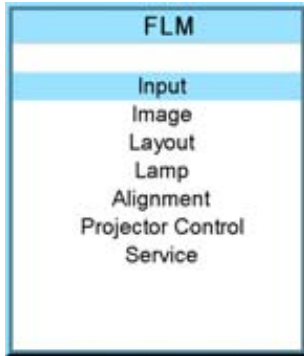 FLM
Input
Image
Layout
Lamp
Alignment
Projector Control
Service